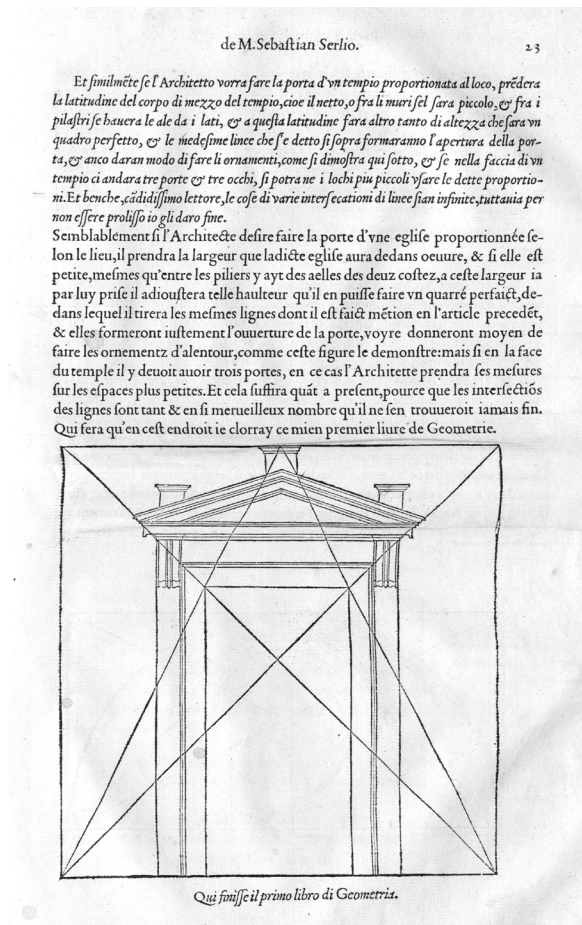 de M. Sebaſtian Serlio.
23
Et ſimilmẽte ſe l'Architetto vorra fare la porta d'vn tempio proportionata al loco, prẽdera
la latitudine del corpo di mezzo del tempio, cioe il netto, o fra li muri ſel ſara piccolo, & fra i
pilaſtri ſe hauera le ale da i lati, & a queſta latitudine fara altro tanto di altezza che ſara vn
quadro perfetto, & le medeſime linee che ſ'e detto ſi ſopra formaranno l'apertura della por-
ta, & anco daran modo di fare li ornamenti, come ſi dimoſtra qui ſotto, & ſe nella faccia di vn
tempio ci andara tre porte & tre occhi, ſi potra ne i lochi piu piccoli vſare le dette proportio-
ni. Et benche, cãdidiſſimo lettore, le coſe di varie interſecationi di linee ſian infinite, tuttauia per
non eſſere proliſſo io gli daro fine.
Semblablement ſi l'Architecte deſire faire la porte d'vne egliſe proportionnée ſe-
lon le lieu, il prendra la largeur que ladicte egliſe aura dedans oeuure, & ſi elle eſt
petite, meſmes qu'entre les piliers y ayt des aelles des deuz coſtez, a ceſte largeur ia
par luy priſe il adiouſtera telle haulteur qu'il en puiſſe faire vn quarré perfaict, de-
dans lequel il tirera les meſmes lignes dont il eſt faict mẽtion en l'article precedẽt,
& elles formeront iuſtement l'ouuerture de la porte, voyre donneront moyen de
faire les ornementz d'alentour, comme ceſte figure le demonſtre: mais ſi en la face
du temple il y deuoit auoir trois portes, en ce cas l'Architette prendra ſes meſures
ſur les eſpaces plus petites. Et cela ſuffira quãt a preſent, pource que les interſectiõs
des lignes ſont tant & en ſi merueilleux nombre qu'il ne ſen trouueroit iamais fin.
Qui fera qu'en ceſt endroit ie clorray ce mien premier liure de Geometrie.
Qui finiſſe il primo libro di Geometria.